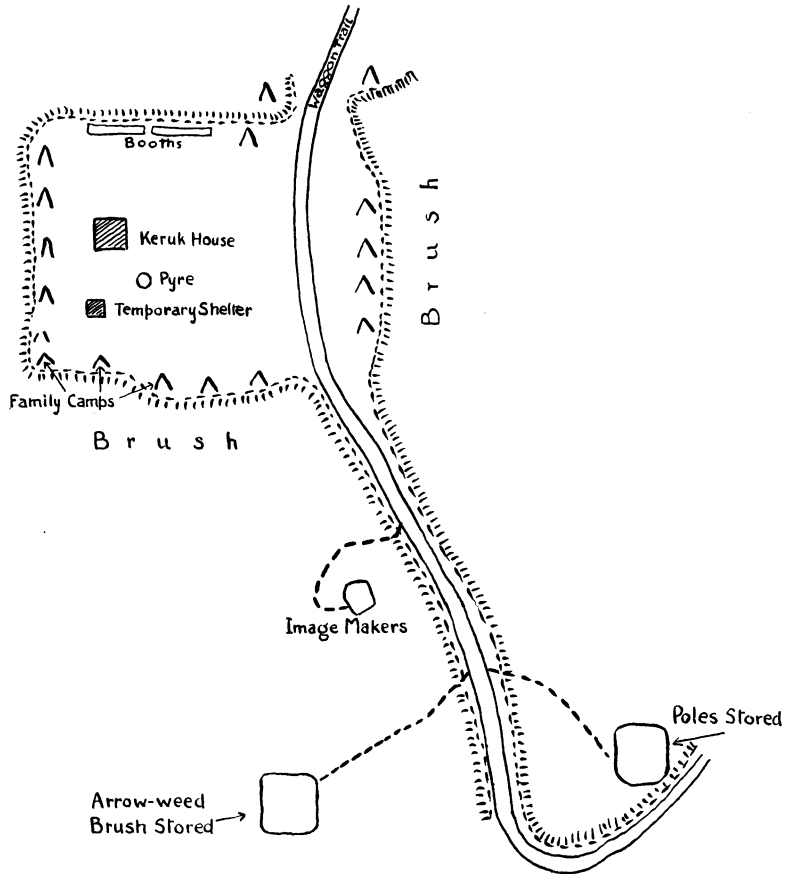 Waggon Trail
Booths
Brush
Keruk House
Pyre
Temporary Shelter
Family Camps
Brush
Image Makers
Poles Stored
Arrow-weed
Brush Stored